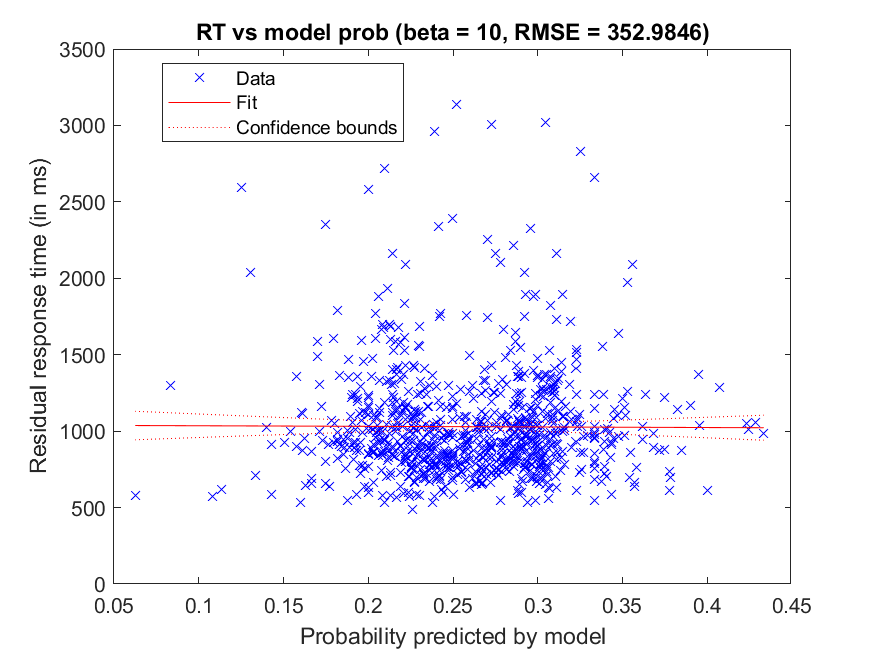 RT vs model prob (beta = 10, RMSE = 352.9846)
Data
Fit
Confidence bounds
3500
3000
2500
2000
1500
1000
500
0
Residual response time (in ms)
0.05 0.1 0.15 0.2 0.25 0.3 0.35 0.4 0.45
Probability predicted by model